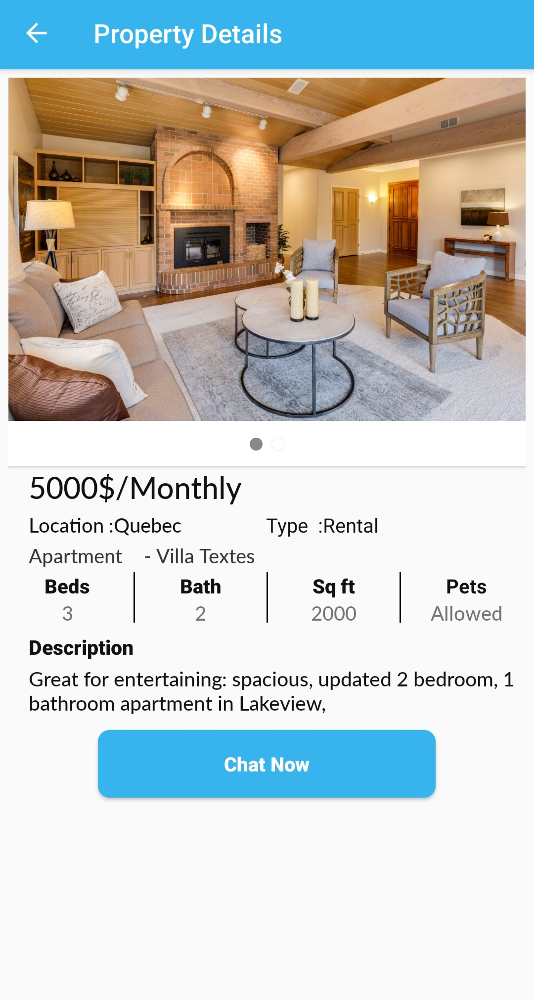 Property Details
5000$/Monthly
Location :Quebec Type :Rental
Apartment - Villa Textes
Beds Bath Sq ft Pets
3 2 2000 Allowed
Description
Great for entertaining: spacious, updated 2 bedroom, 1
bathroom apartment in Lakeview,
Chat Now